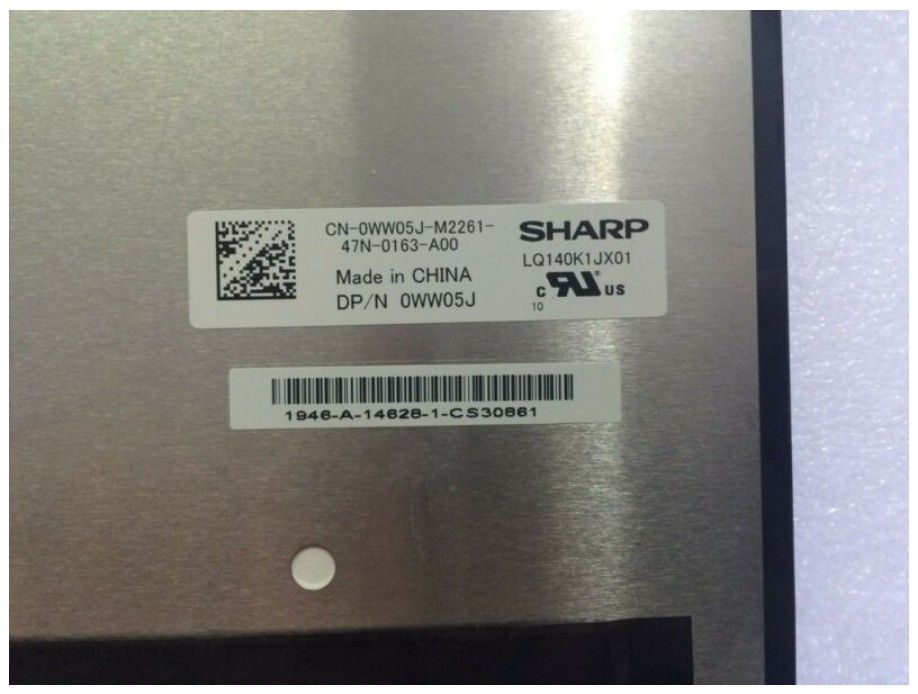 CN-0WW05J-M2261-
47N-0163-A00
Made in CHINA
DP/N 0WW05J
SHARP
LQ140K1JX01
c RU US
10
1946-A-14628-1-CS30861